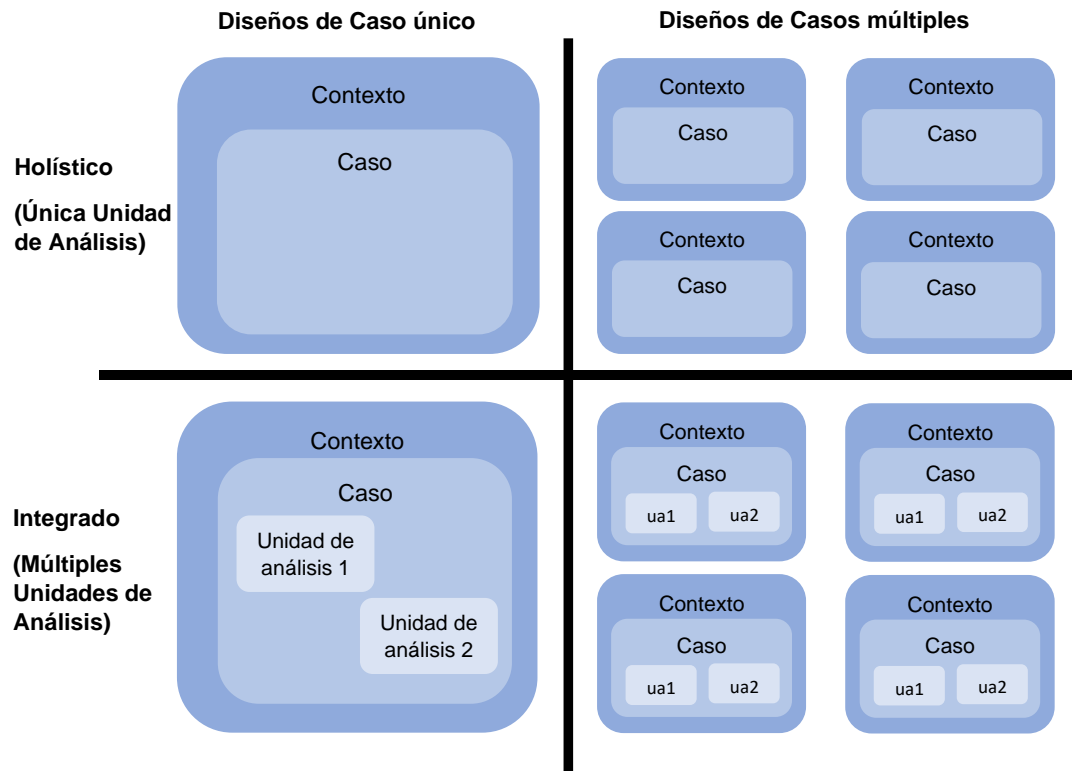 Diseños de Caso único
Diseños de Casos múltiples
Holístico
(Única Unidad
de Análisis)
Contexto
Caso
Contexto
Caso
Contexto
Caso
Contexto
Caso
Contexto
Caso
Integrado
(Múltiples
Unidades de
Análisis)
Contexto
Caso
Unidad de
análisis 1
Unidad de
análisis 2
Contexto
Caso
ua1 ua2
Contexto
Caso
ua1 ua2
Contexto
Caso
ua1 ua2
Contexto
Caso
ua1 ua2